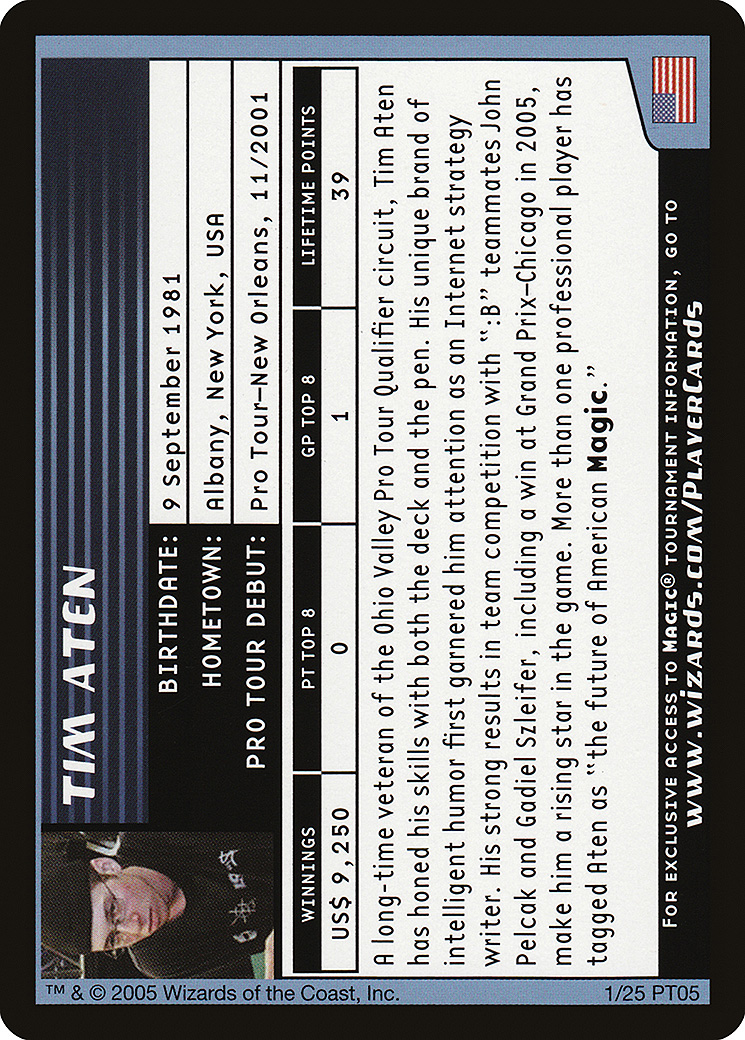 TIM ATEN
BIRTHDATE: 9 September 1981
HOMETOWN: Albany, New York, USA
PRO TOUR DEBUT: Pro Tour–New Orleans, 11/2001
WINNINGS PT TOP 8 GP TOP 8 LIFETIME POINTS
US$ 9,250 0 1 39
A long-time veteran of the Ohio Valley Pro Tour Qualifier circuit, Tim Aten
has honed his skills with both the deck and the pen. His unique brand of
intelligent humor first garnered him attention as an Internet strategy
writer. His strong results in team competition with “:B” teammates John
Pelcak and Gadiel Szleifer, including a win at Grand Prix–Chicago in 2005,
make him a rising star in the game. More than one professional player has
tagged Aten as “the future of American Magic.”
FOR EXCLUSIVE ACCESS TO MAGIC® TOURNAMENT INFORMATION, GO TO
WWW.WIZARDS.COM/PLAYERCARDS
™ & © 2005 Wizards of the Coast, Inc.
1/25 PT05